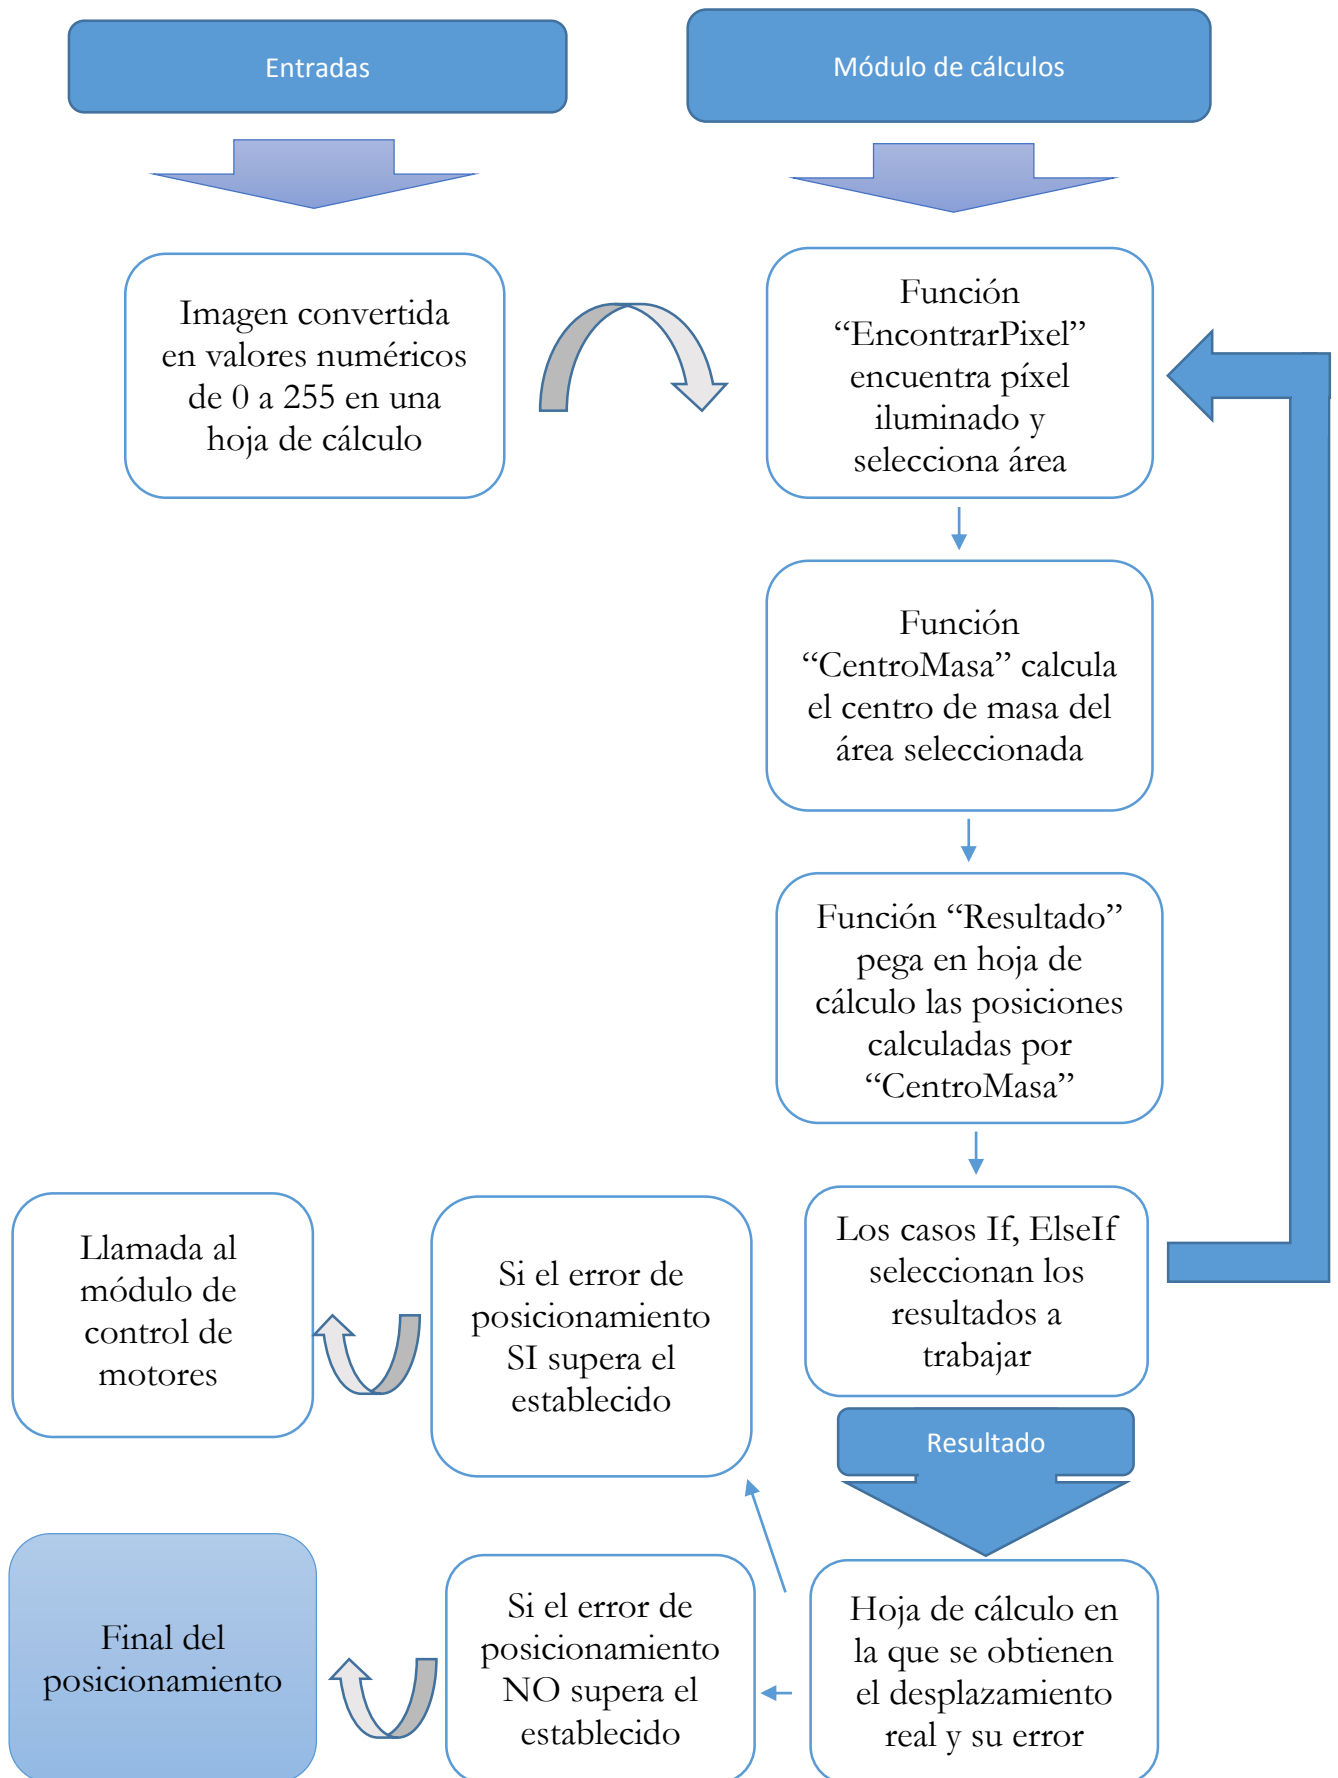 Entradas
Módulo de cálculos
Imagen convertida
en valores numéricos
de 0 a 255 en una
hoja de cálculo
Función
“EncontrarPixel”
encuentra píxel
iluminado y
selecciona área
Función
“CentroMasa” calcula
el centro de masa del
área seleccionada
Función “Resultado”
pega en hoja de
cálculo las posiciones
calculadas por
“CentroMasa”
Los casos If, ElseIf
seleccionan los
resultados a
trabajar
Resultado
Hoja de cálculo en
la que se obtienen
el desplazamiento
real y su error
Si el error de
posicionamiento
SI supera el
establecido
Llamada al
módulo de
control de
motores
Si el error de
posicionamiento
NO supera el
establecido
Final del
posicionamiento